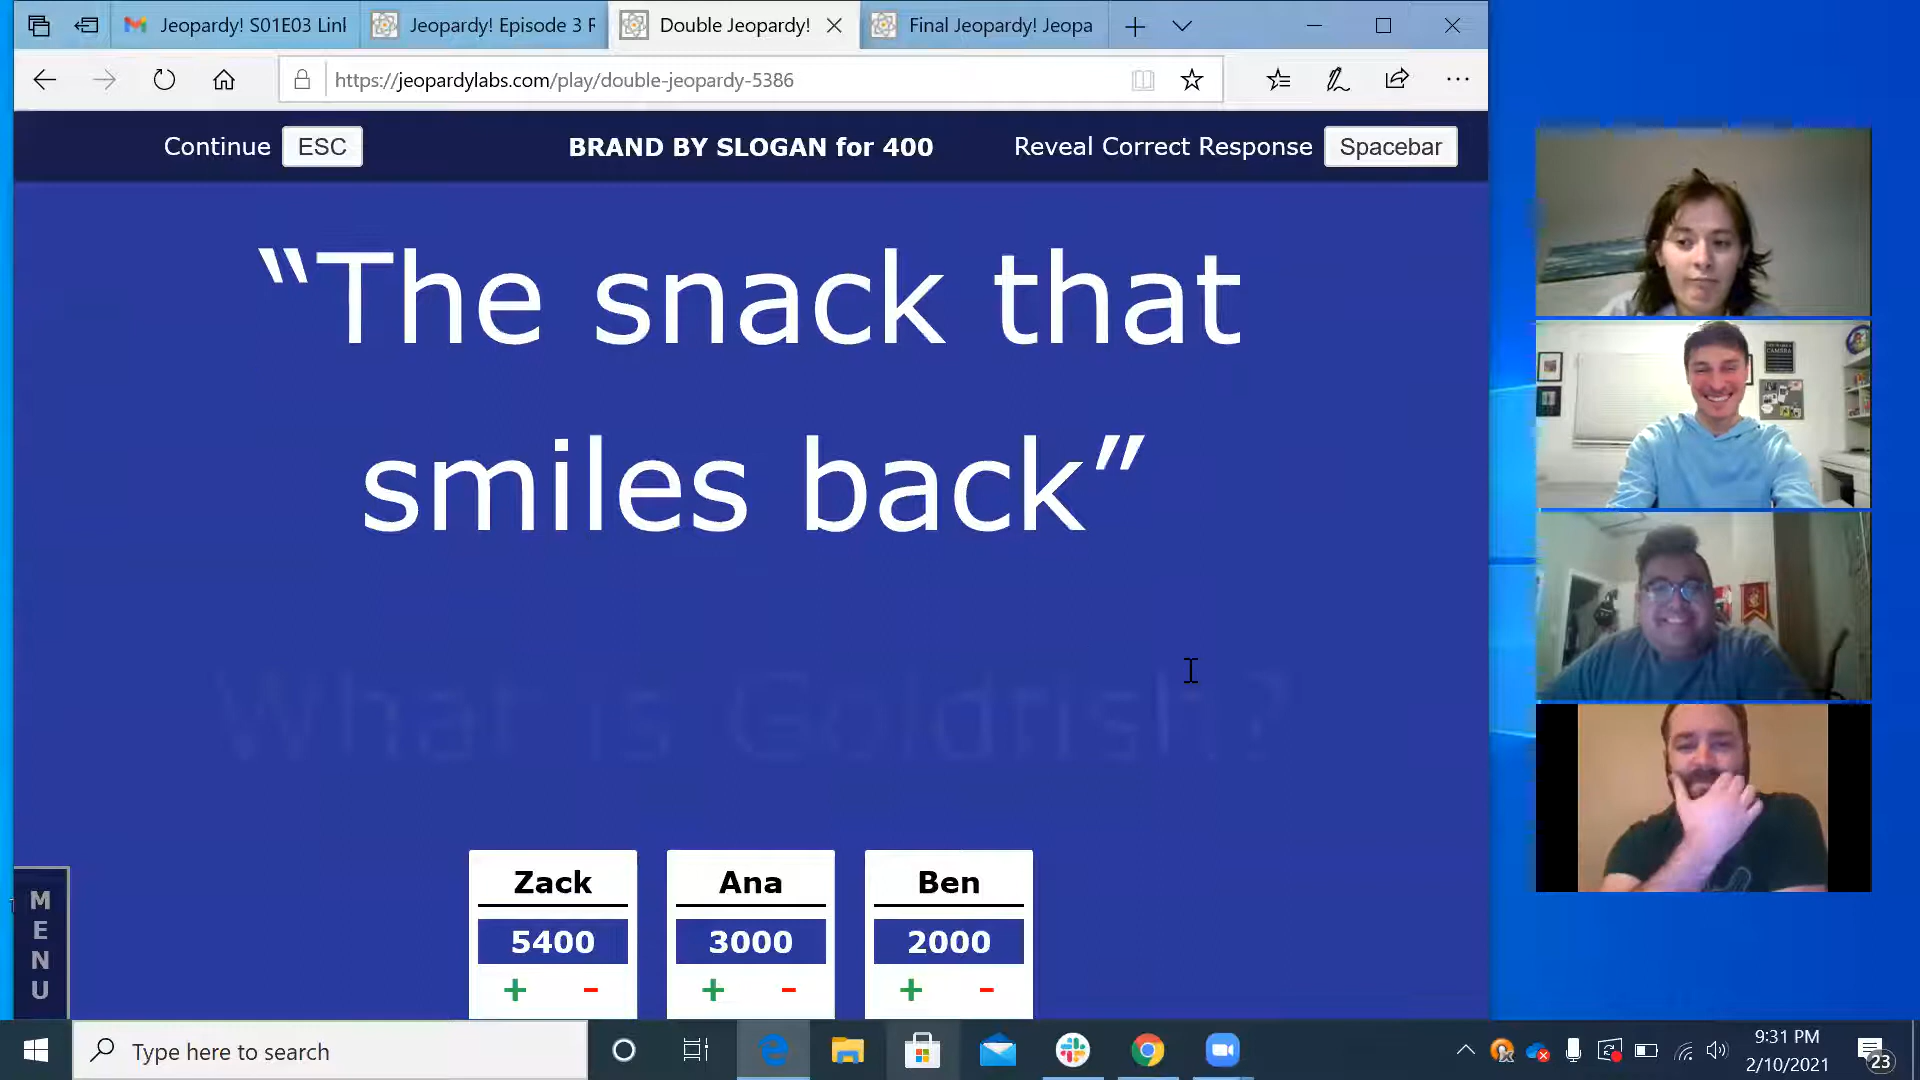 Jeopardy! S01E03 Linl
Jeopardy! Episode 3 F
Double Jeopardy!
Final Jeopardy! Jeopa
https://jeopardylabs.com/play/double-jeopardy-5386
Continue ESC
BRAND BY SLOGAN for 400
Reveal Correct Response Spacebar
“The snack that
smiles back”
What is Goldfish?
MENU
Zack Ana Ben
5400 3000 2000
+ - + - + -
Type here to search
9:31 PM
2/10/2021
23